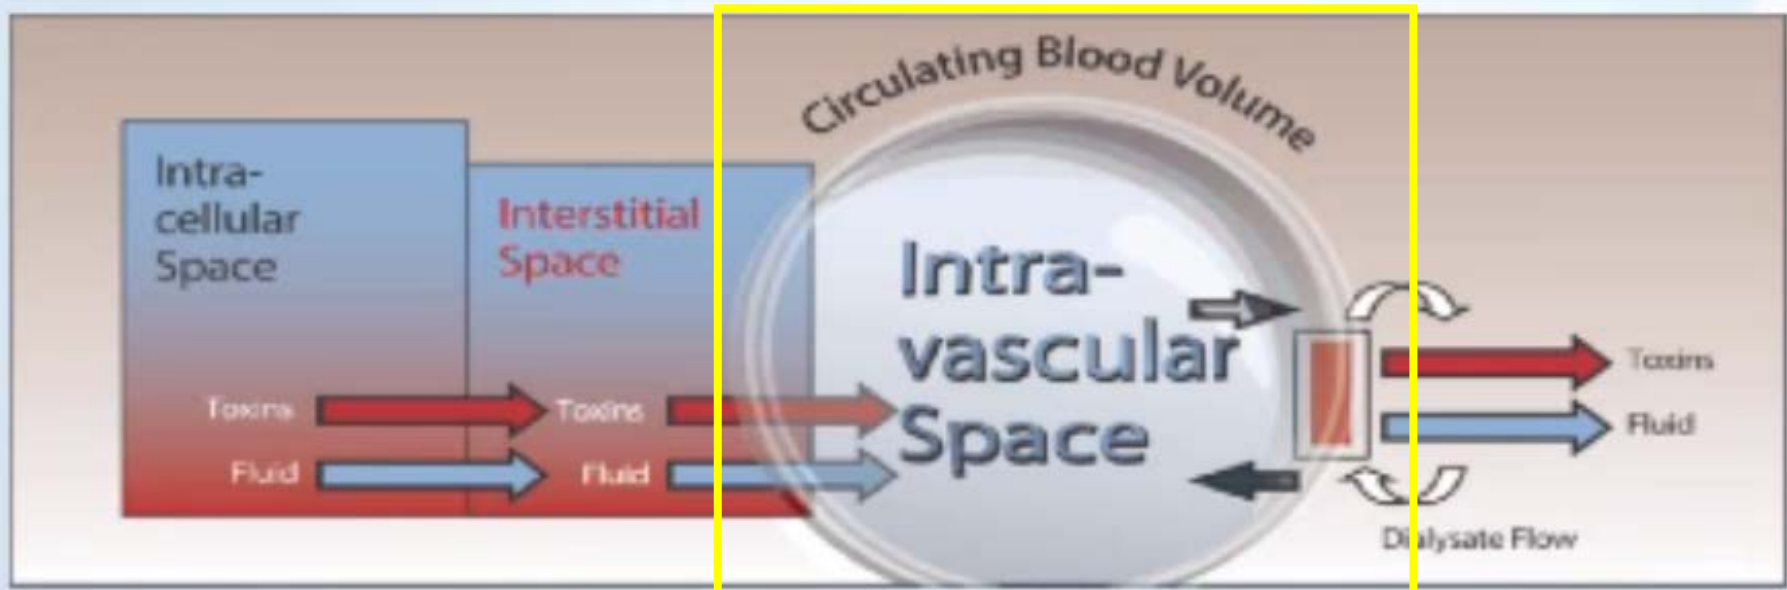 Circulating Blood Volume
Intra-
cellular
Space
Interstitial
Space
Intra-
vascular
Space
Toxins
Toxins
Fluid
Fluid
Toxins
Fluid
Dialysate Flow